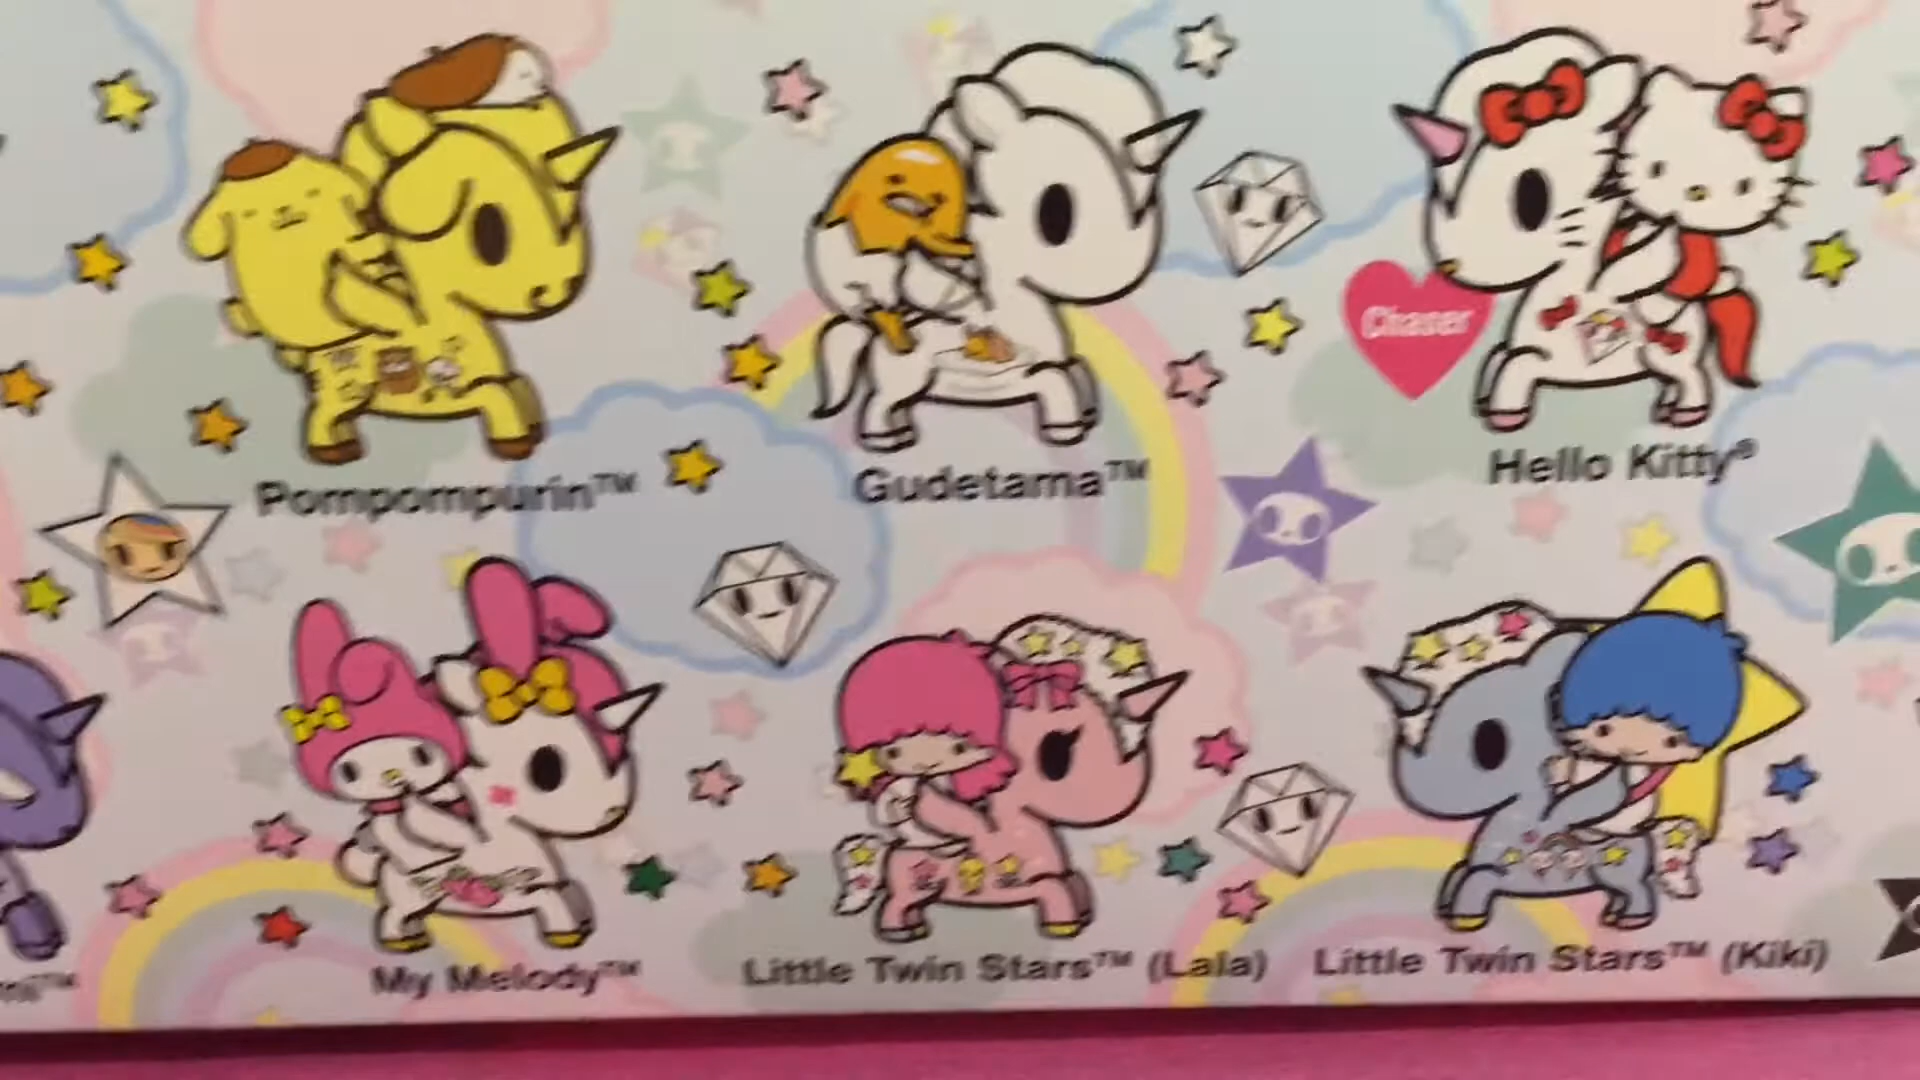 Chaser
Pompompurin™
Gudetama™
Hello Kitty®
My Melody™
Little Twin Stars™ (Lala)
Little Twin Stars™ (Kiki)